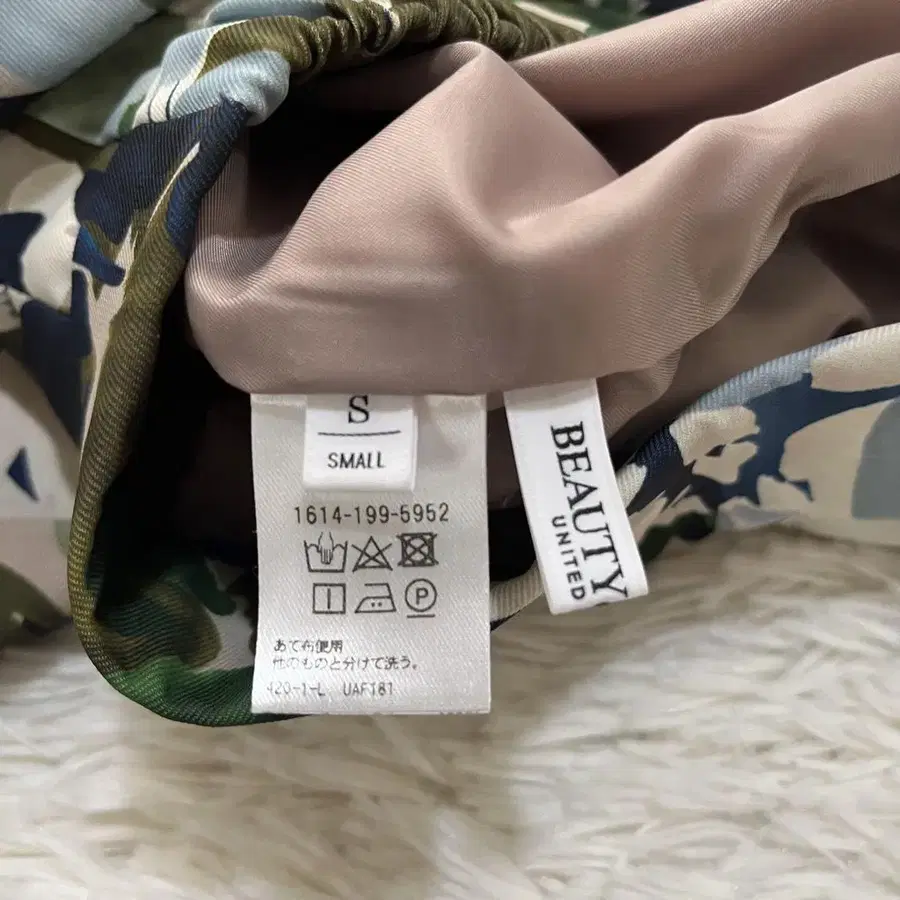 S
SMALL
1614-199-5952
P
あて布使用
他のものと分けて洗う。
420-1-L UAFT81
BEAUTY
UNITED